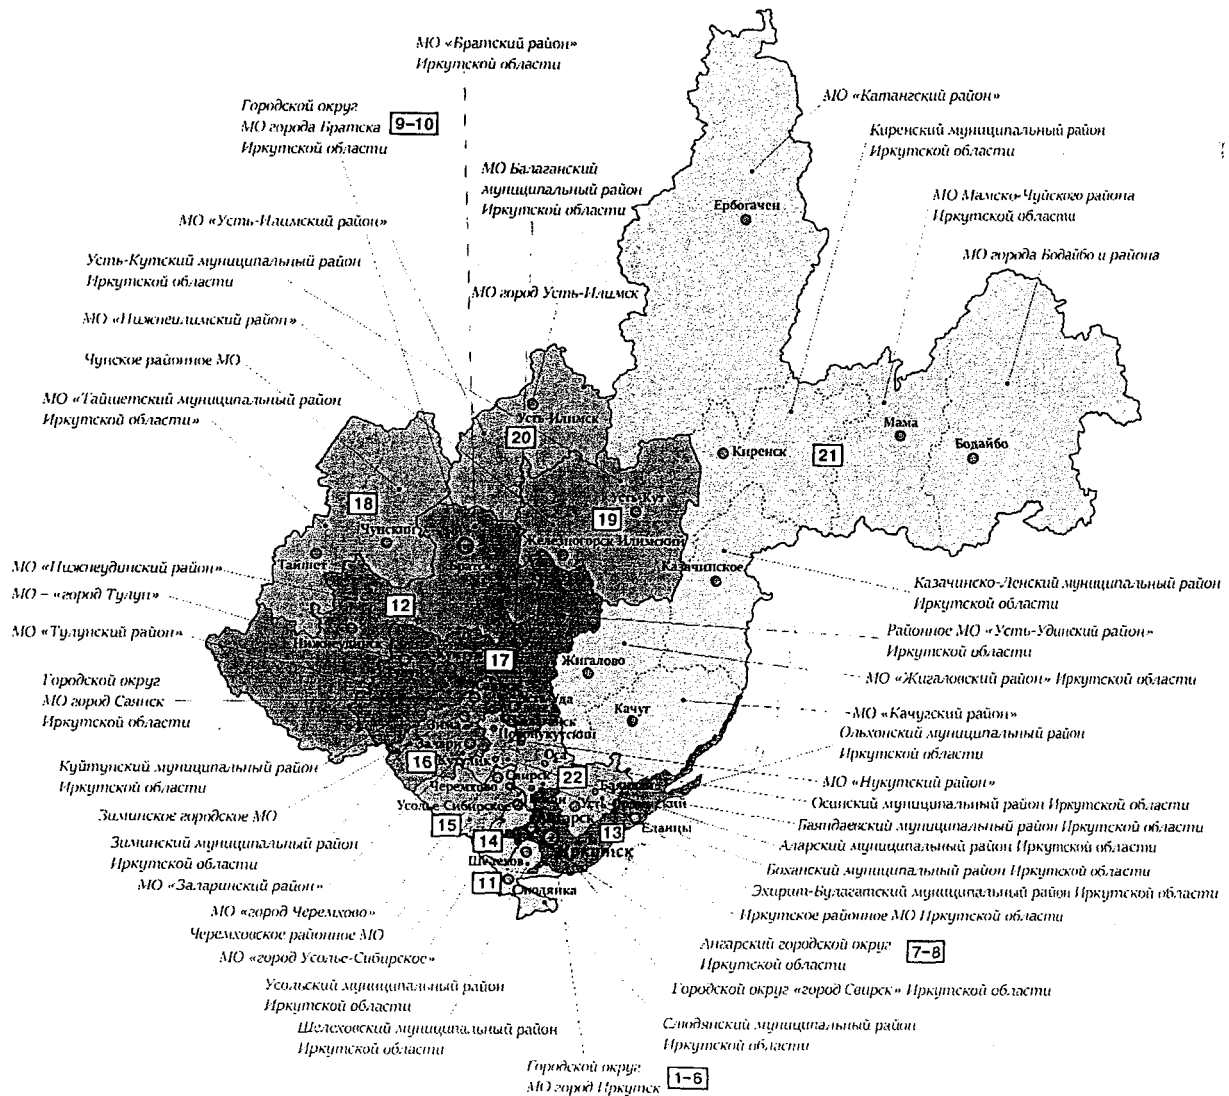 МО «Братский район»
Иркутской области
Городской округ
МО города Братска
Иркутской области
9-10
МО «Катангский район»
Киренский муниципальный район
Иркутской области
МО Балаганский
муниципальный район
Иркутской области
МО Мамско-Чуйского района
Иркутской области
Ербогачен
МО «Усть-Илимский район»
МО города Бодайбо и района
Усть-Кутский муниципальный район
Иркутской области
МО город Усть-Илимск
МО «Нижнеилимский район»
Чунское районное МО
МО «Тайшетский муниципальный район
Иркутской области»
Усть-Илимск
20
Мама
Киренск
21
Бодайбо
18
Усть-Кут
19
Чунский
Железногорск-Илимский
Тайшет
Братск
Казачинское
МО «Нижнеудинский район»
Казачинско-Ленский муниципальный район
Иркутской области
МО – «город Тулун»
12
МО «Тулунский район»
Районное МО «Усть-Удинский район»
Иркутской области
Нижнеудинск
17
Жигалово
МО «Жигаловский район» Иркутской области
Городской округ
МО город Саянск
Иркутской области
Качуг
МО «Качугский район»
Ольхонский муниципальный район
Иркутской области
Новонукутский
Залари
Оса
Кутулик
16
22
Куйтунский муниципальный район
Иркутской области
МО «Нукутский район»
Свирск
Черемхово
Осинский муниципальный район Иркутской области
Усолье-Сибирское
Зиминское городское МО
15
Баяндаевский муниципальный район Иркутской области
13
Еланцы
14
Зиминский муниципальный район
Иркутской области
Аларский муниципальный район Иркутской области
Иркутск
Шелехов
Боханский муниципальный район Иркутской области
11
Слюдянка
МО «Заларинский район»
Эхирит-Булагатский муниципальный район Иркутской области
МО «город Черемхово»
Иркутское районное МО Иркутской области
Черемховское районное МО
Ангарский городской округ
Иркутской области
7-8
МО «город Усолье-Сибирское»
Усольский муниципальный район
Иркутской области
Городской округ «город Свирск» Иркутской области
Шелеховский муниципальный район
Иркутской области
Слюдянский муниципальный район
Иркутской области
Городской округ
МО город Иркутск
1-6